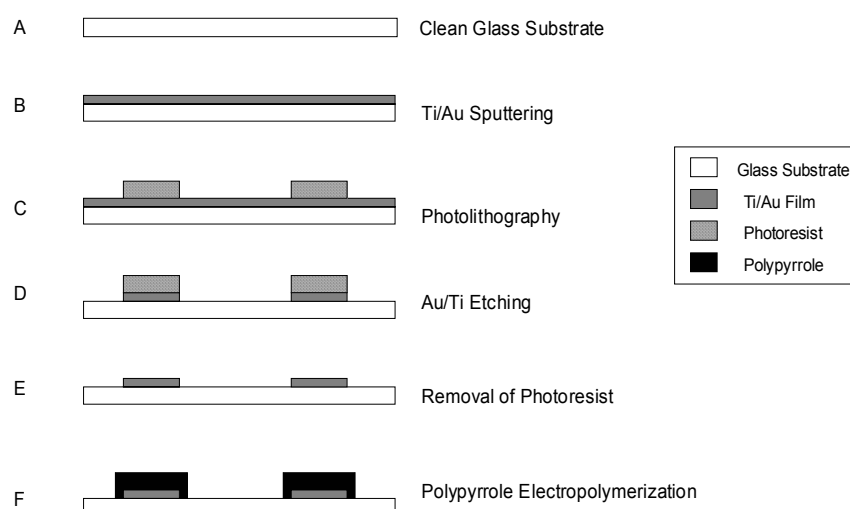 A
Clean Glass Substrate
B
Ti/Au Sputtering
Glass Substrate
Ti/Au Film
Photoresist
Polypyrrole
C
Photolithography
D
Au/Ti Etching
E
Removal of Photoresist
F
Polypyrrole Electropolymerization